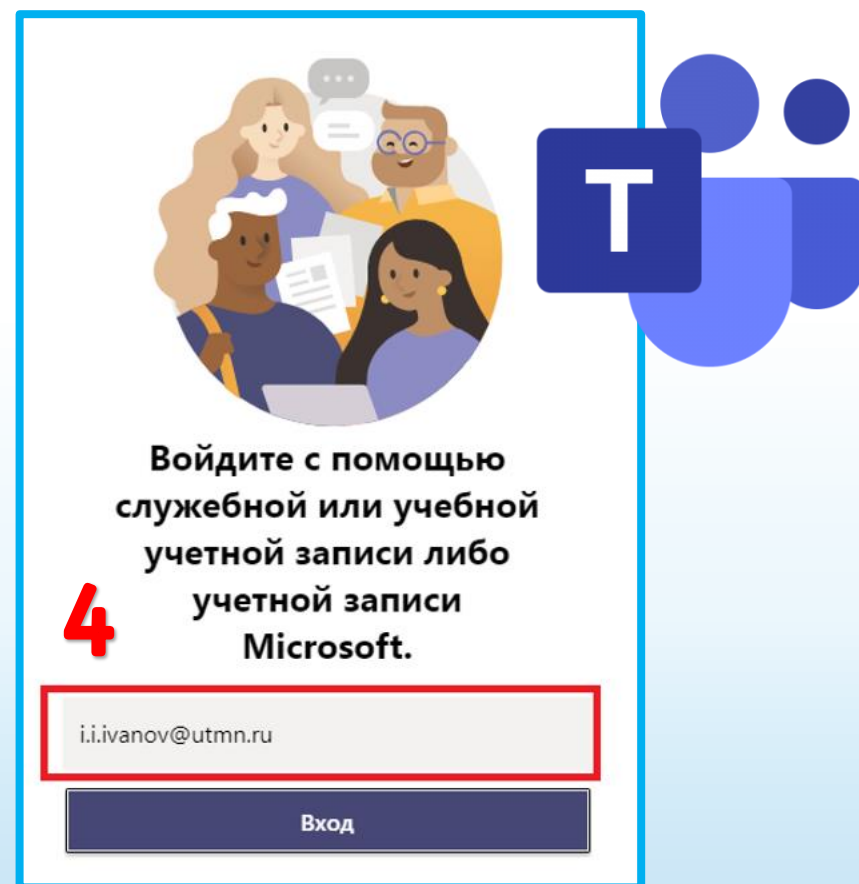 T
Войдите с помощью
служебной или учебной
учетной записи либо
учетной записи
Microsoft.
4
i.i.ivanov@utmn.ru
Вход